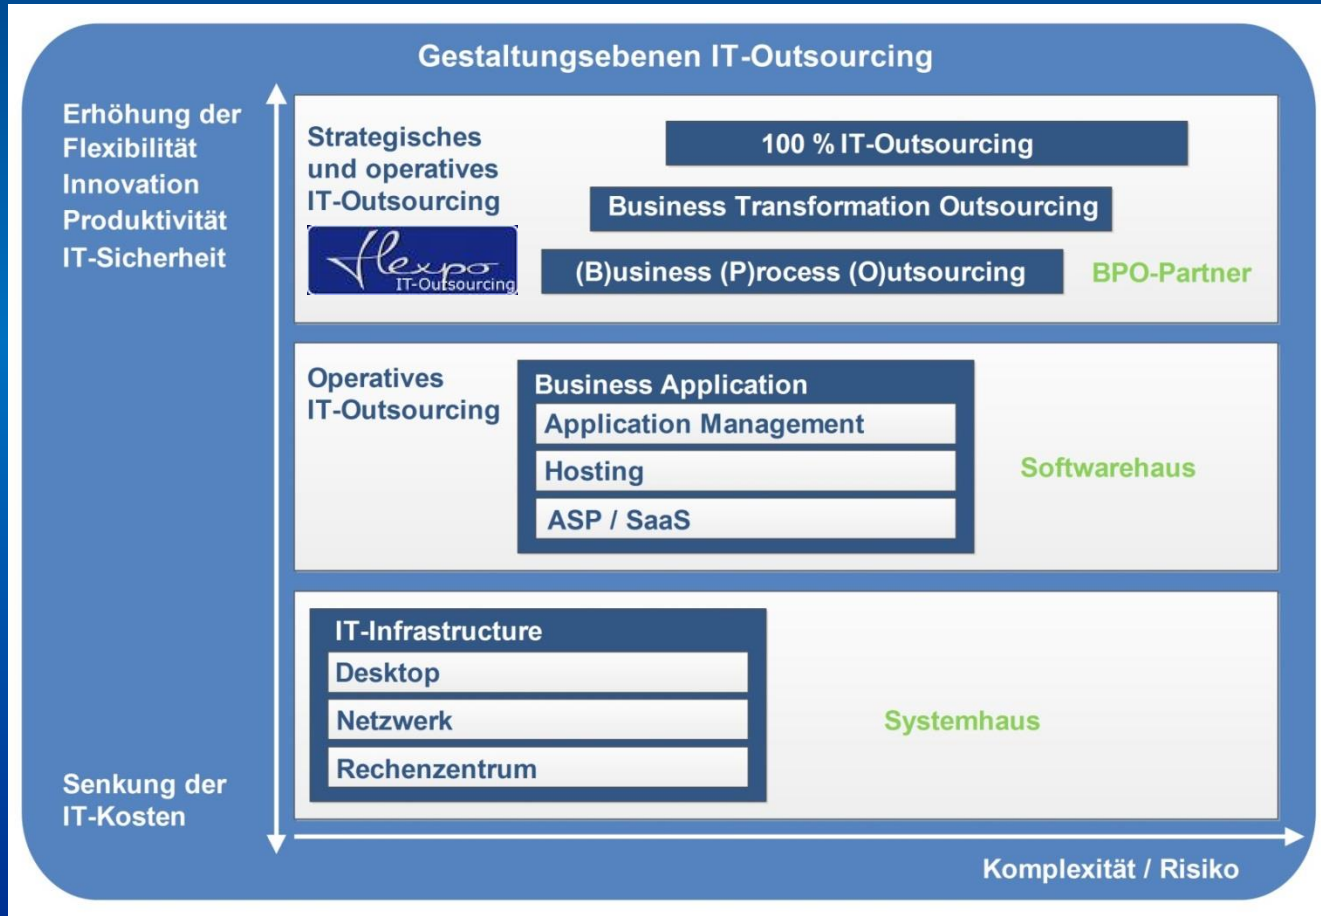 Gestaltungsebenen IT-Outsourcing
Erhöhung der
Flexibilität
Innovation
Produktivität
IT-Sicherheit
Strategisches
und operatives
IT-Outsourcing
flexpo
IT-Outsourcing
100 % IT-Outsourcing
Business Transformation Outsourcing
(B)usiness (P)rocess (O)utsourcing
BPO-Partner
Operatives
IT-Outsourcing
Business Application
Application Management
Hosting
ASP / SaaS
Softwarehaus
IT-Infrastructure
Desktop
Netzwerk
Rechenzentrum
Systemhaus
Senkung der
IT-Kosten
Komplexität / Risiko